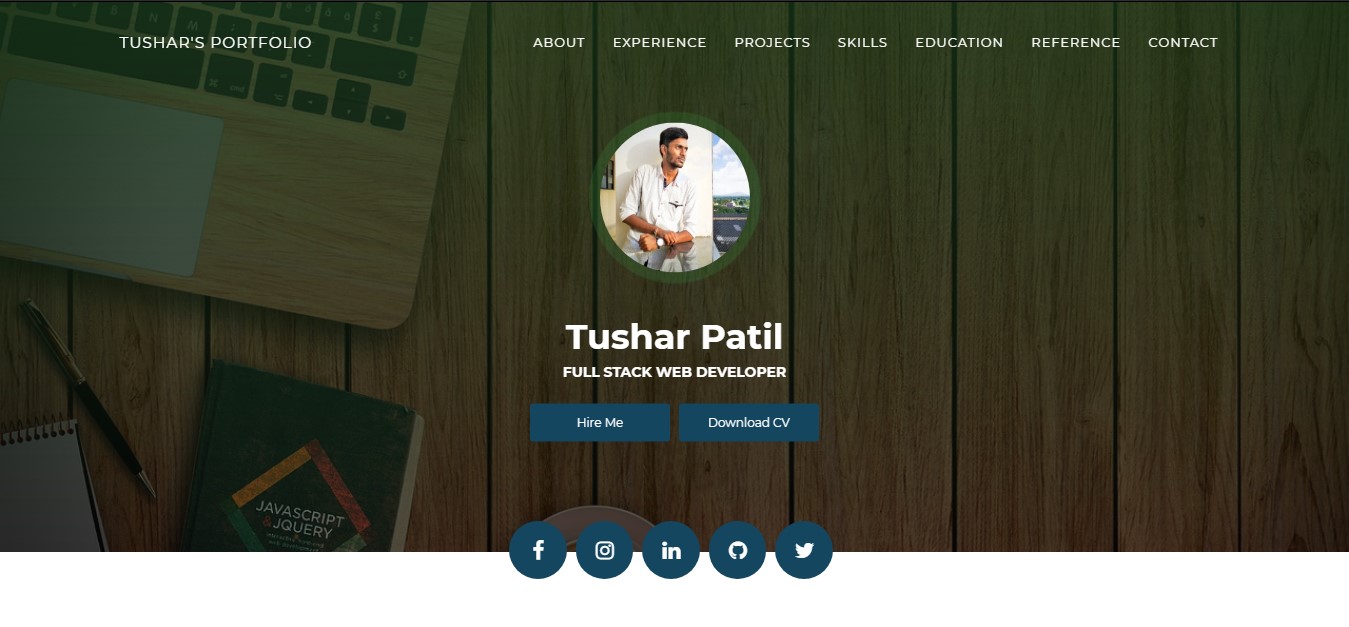 TUSHAR'S PORTFOLIO
ABOUT EXPERIENCE PROJECTS SKILLS EDUCATION REFERENCE CONTACT
Tushar Patil
FULL STACK WEB DEVELOPER
Hire Me Download CV
JAVASCRIPT
& JQUERY